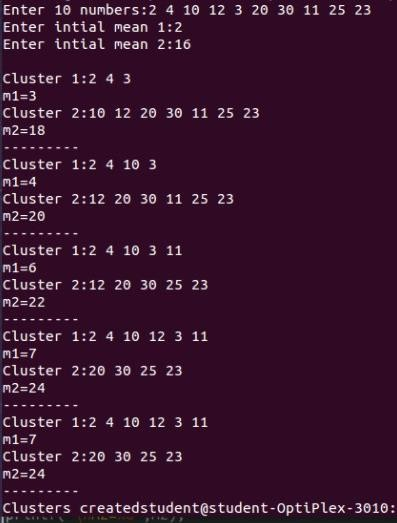 Enter 10 numbers:2 4 10 12 3 20 30 11 25 23
Enter intial mean 1:2
Enter intial mean 2:16
Cluster 1:2 4 3
m1=3
Cluster 2:10 12 20 30 11 25 23
m2=18
---------
Cluster 1:2 4 10 3
m1=4
Cluster 2:12 20 30 11 25 23
m2=20
---------
Cluster 1:2 4 10 3 11
m1=6
Cluster 2:12 20 30 25 23
m2=22
---------
Cluster 1:2 4 10 12 3 11
m1=7
Cluster 2:20 30 25 23
m2=24
---------
Cluster 1:2 4 10 12 3 11
m1=7
Cluster 2:20 30 25 23
m2=24
---------
Clusters createdstudent@student-OptiPlex-3010: